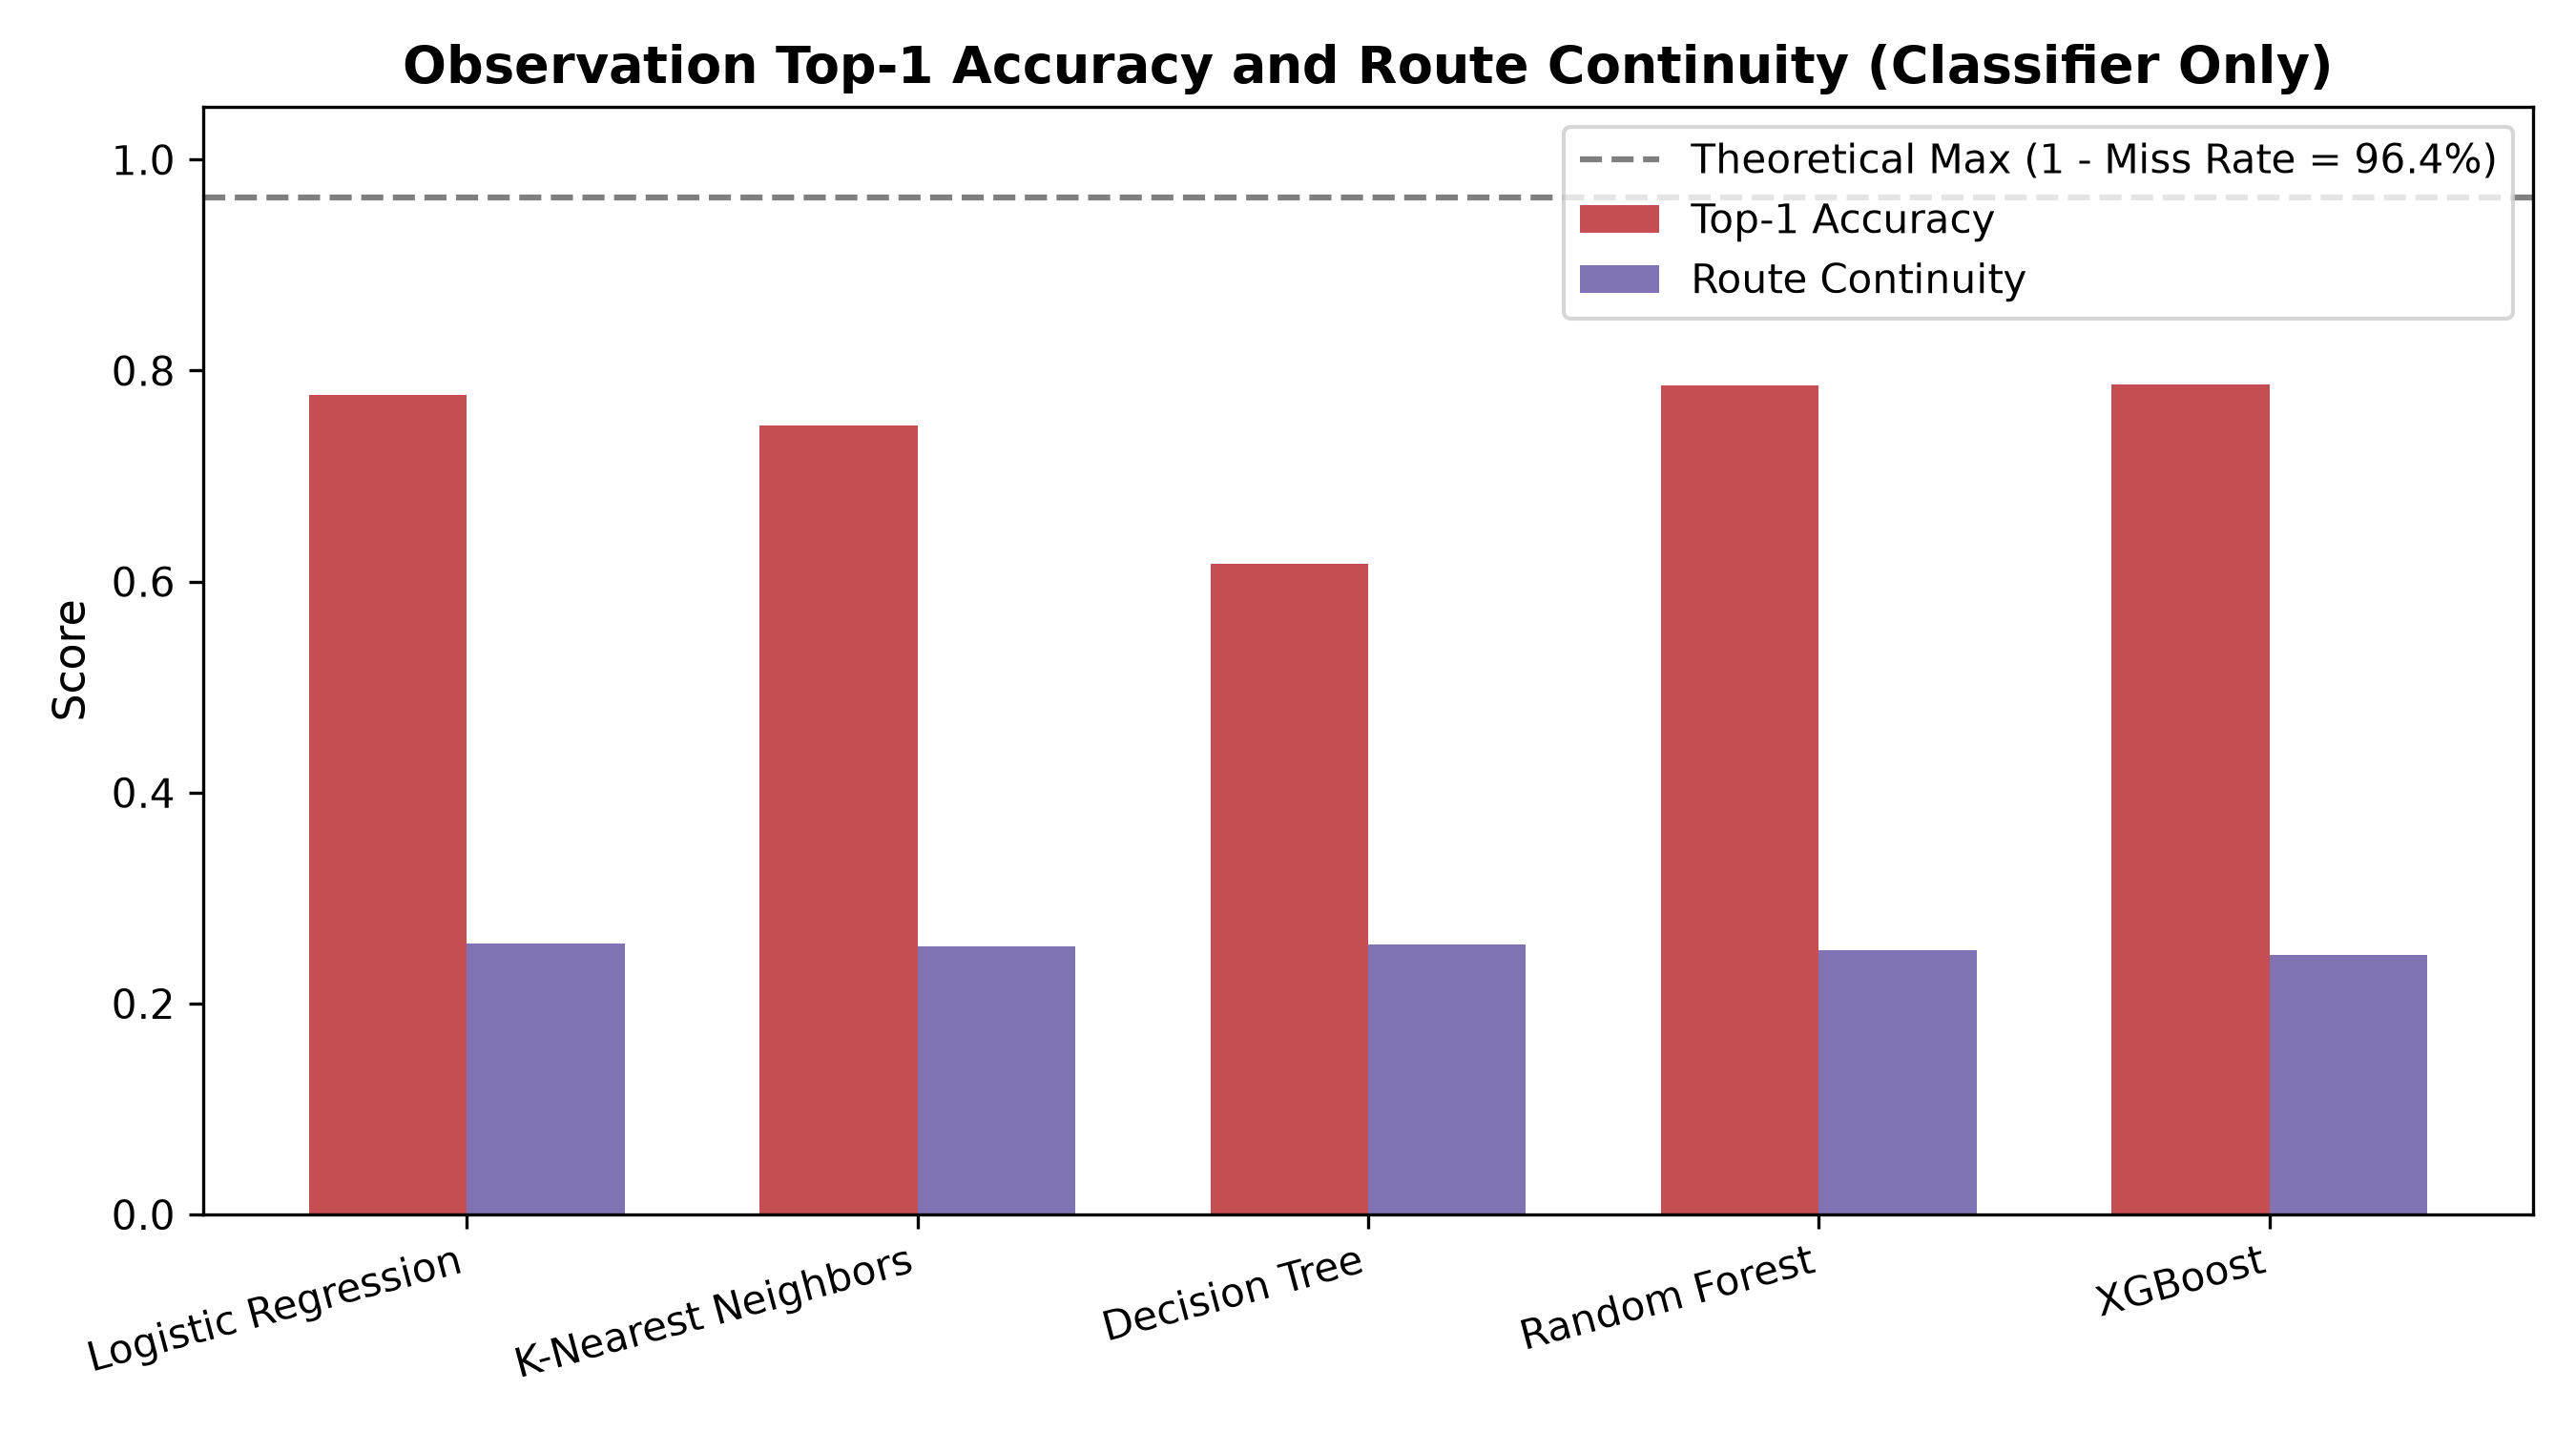 Observation Top-1 Accuracy and Route Continuity (Classifier Only)
Theoretical Max (1 - Miss Rate = 96.4%)
Top-1 Accuracy
Route Continuity
Score
1.0
0.8
0.6
0.4
0.2
0.0
Logistic Regression
K-Nearest Neighbors
Decision Tree
Random Forest
XGBoost